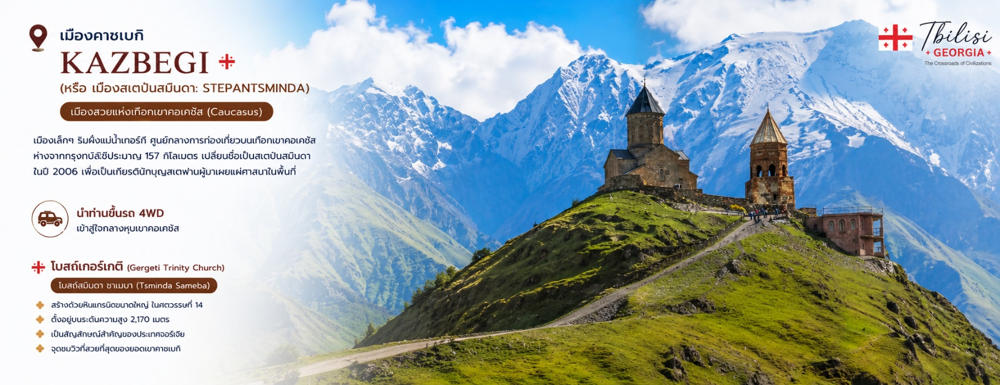 เมืองคาซเบกิ
KAZBEGI
(หรือ เมืองสเตปันสมินดา: STEPANTSMINDA)
เมืองสวยแห่งเทือกเขาคอเคซัส (Caucasus)
เมืองเล็กๆ ริมฝั่งแม่น้ำเทอร์กี ศูนย์กลางการท่องเที่ยวบนเทือกเขาคอเคซัส
ห่างจากกรุงทบิลิซีประมาณ 157 กิโลเมตร เปลี่ยนชื่อเป็นสเตปันสมินดา
ในปี 2006 เพื่อเป็นเกียรตินักบุญสเตฟานผู้มาเผยแผ่ศาสนาในพื้นที่
นำท่านขึ้นรถ 4WD
เข้าสู่ใจกลางหุบเขาคอเคซัส
โบสถ์เกอร์เกตี (Gergeti Trinity Church)
โบสถ์สมินดา ซาเมบา (Tsminda Sameba)
สร้างด้วยหินแกรนิตขนาดใหญ่ ในศตวรรษที่ 14
ตั้งอยู่บนระดับความสูง 2,170 เมตร
เป็นสัญลักษณ์สำคัญของประเทศจอร์เจีย
จุดชมวิวที่สวยที่สุดของยอดเขาคาซเบกิ
Tbilisi
GEORGIA
The Crossroads of Civilizations